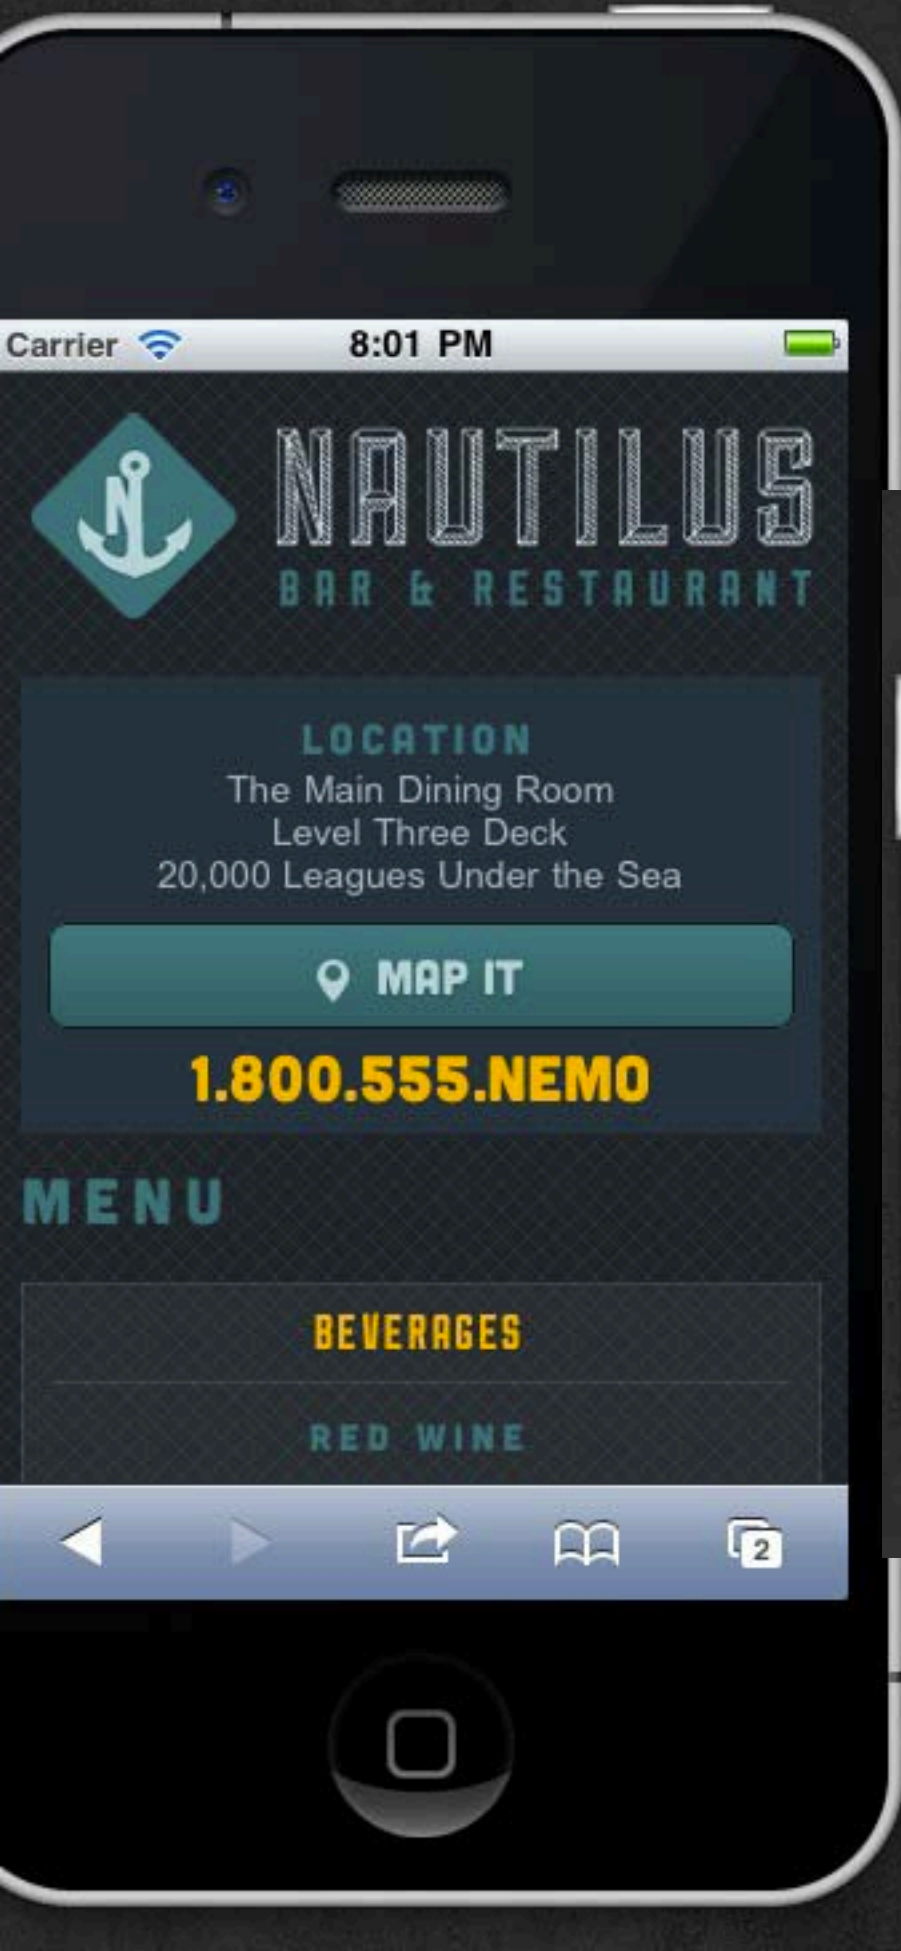 Carrier 8:01 PM
N
NAUTILUS
BAR & RESTAURANT
LOCATION
The Main Dining Room
Level Three Deck
20,000 Leagues Under the Sea
MAP IT
1.800.555.NEMO
MENU
BEVERAGES
RED WINE
2